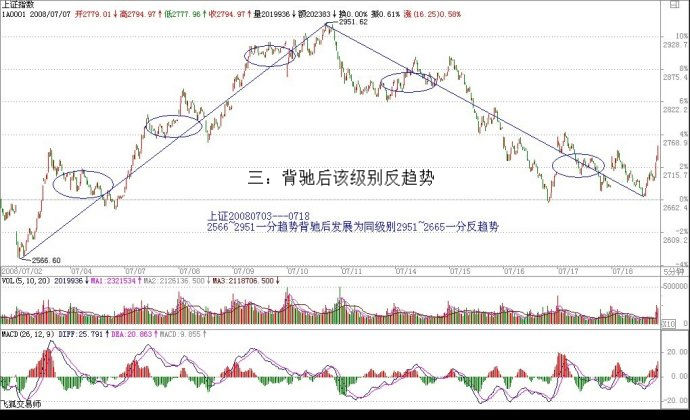 上证指数
1A0001 2008/07/07 开2779.01↓高2794.97↑低2777.96↑收2794.97↑量2019936↓额202383↓换0.00% 振0.61% 涨(16.25)0.58%
2951.62
10%
2928.7
8%
2875.4
6%
2822.2
4%
2768.9
2%
2715.7
0%
2662.4
-2%
2609.2
-4%
三：背驰后该级别反趋势
上证20080703---0718
2566~2951一分趋势背驰后发展为同级别2951~2665一分反趋势
2566.60
2008/07/02 07/04 07/07 07/08 07/09 07/10 07/11 07/14 07/15 07/16 07/17 07/18 5分钟
VOL(5,10,20) 2019936↓MA1:2321534↑MA2:2126136.500↓MA3:2118706.500↓
500000
X10
MACD(26,12,9) DIFF:25.791↑DEA:20.863↑MACD:9.855↑
20.00
0.00
-20.00
飞狐交易师